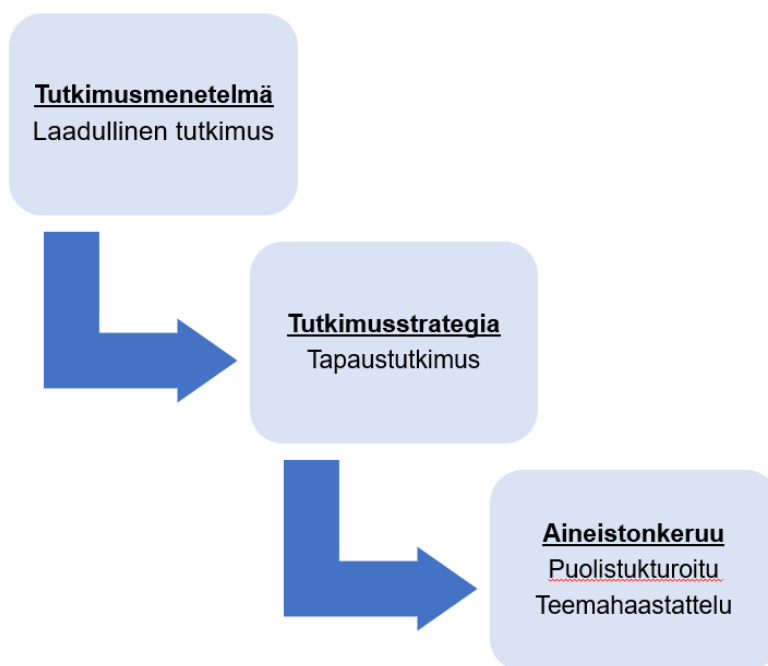 Tutkimusmenetelmä
Laadullinen tutkimus
Tutkimusstrategia
Tapaustutkimus
Aineistonkeruu
Puolistukturoitu
Teemahaastattelu